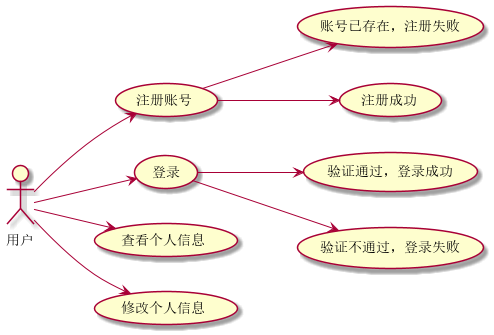 账号已存在，注册失败
注册账号
注册成功
登录
验证通过，登录成功
用户
查看个人信息
验证不通过，登录失败
修改个人信息